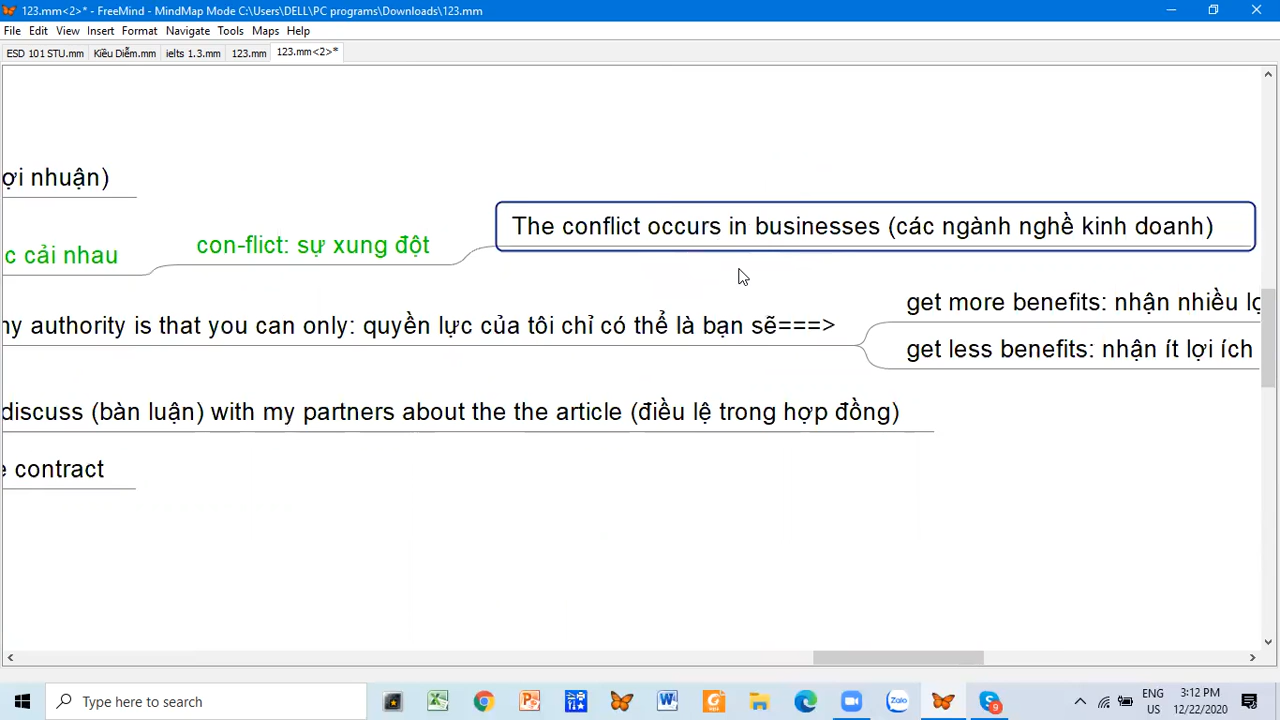 123.mm<2>* - FreeMind - MindMap Mode C:\Users\DELL\PC programs\Downloads\123.mm
File Edit View Insert Format Navigate Tools Maps Help
ESD 101 STU.mm Kiều Diễm.mm ielts 1.3.mm 123.mm 123.mm<2>*
ợi nhuận)
The conflict occurs in businesses (các ngành nghề kinh doanh)
con-flict: sự xung đột
c cải nhau
get more benefits: nhận nhiều lợ
ny authority is that you can only: quyền lực của tôi chỉ có thể là bạn sẽ===>
get less benefits: nhận ít lợi ích
discuss (bàn luận) with my partners about the the article (điều lệ trong hợp đồng)
e contract
Type here to search
Zalo
9
ENG
US
3:12 PM
12/22/2020